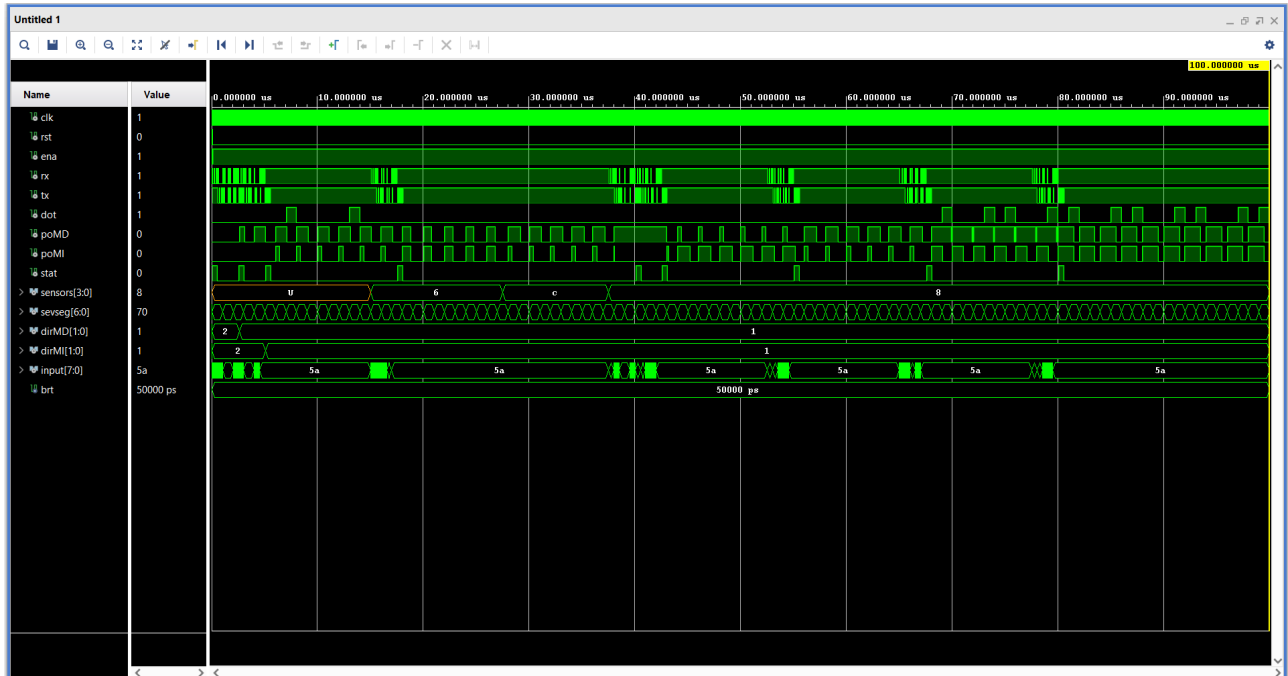 Untitled 1
100.000000 us
Name Value
0.000000 us 10.000000 us 20.000000 us 30.000000 us 40.000000 us 50.000000 us 60.000000 us 70.000000 us 80.000000 us 90.000000 us
clk 1
rst 0
ena 1
rx 1
tx 1
dot 1
poMD 0
poMI 0
stat 0
sensors[3:0] 8 U 6 c 8
sevseg[6:0] 70
dirMD[1:0] 1 2 1
dirMI[1:0] 1 2 1
input[7:0] 5a 5a 5a 5a 5a 5a 5a 5a
brt 50000 ps 50000 ps